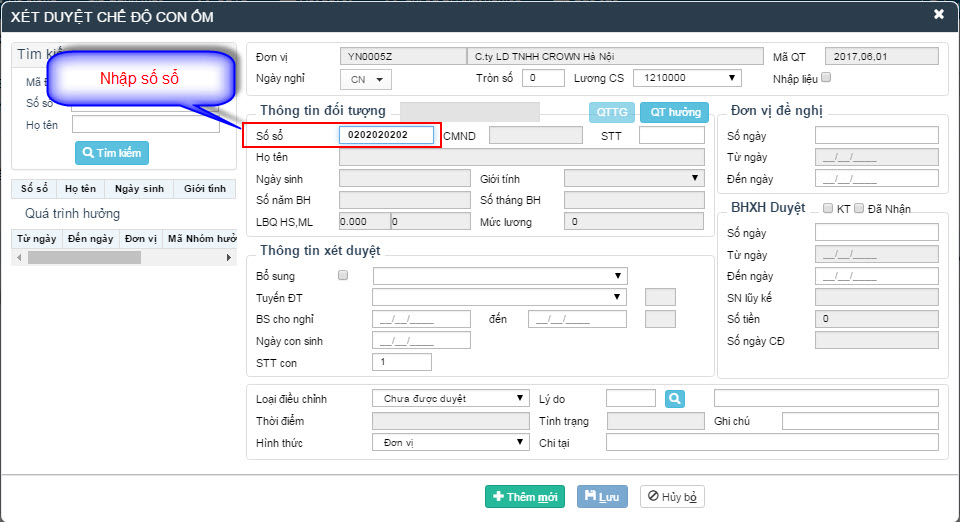 XÉT DUYỆT CHẾ ĐỘ CON ỐM
Tìm
Nhập số sổ
Mã
Số sổ
Họ tên
Tìm kiếm
Số sổ Họ tên Ngày sinh Giới tính
Quá trình hưởng
Từ ngày Đến ngày Đơn vị Mã Nhóm hưở
Đơn vị YN0005Z C.ty LD TNHH CROWN Hà Nội Mã QT 2017.06.01
Ngày nghỉ CN Tròn số 0 Lương CS 1210000 Nhập liệu
Thông tin đối tượng QTTG QT hưởng
Số sổ 0202020202 CMND STT
Họ tên
Ngày sinh Giới tính
Số năm BH Số tháng BH
LBQ HS,ML 0.000 0 Mức lương 0
Thông tin xét duyệt
Bổ sung
Tuyến ĐT
BS cho nghỉ __/__/____ đến __/__/____
Ngày con sinh __/__/____
STT con 1
Đơn vị đề nghị
Số ngày
Từ ngày __/__/____
Đến ngày __/__/____
BHXH Duyệt KT Đã Nhận
Số ngày
Từ ngày __/__/____
Đến ngày __/__/____
SN lũy kế
Số tiền 0
Số ngày CĐ
Loại điều chỉnh Chưa được duyệt Lý do
Thời điểm Tình trạng Ghi chú
Hình thức Đơn vị Chi tại
Thêm mới Lưu Hủy bỏ